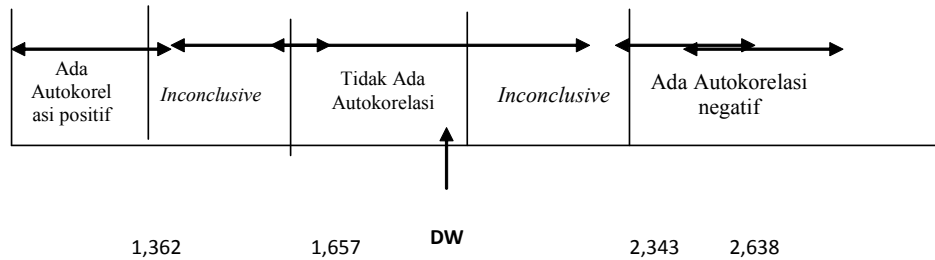 Ada
Autokorel
asi positif
Inconclusive
Tidak Ada
Autokorelasi
Inconclusive
Ada Autokorelasi
negatif
1,362
1,657
DW
2,343
2,638